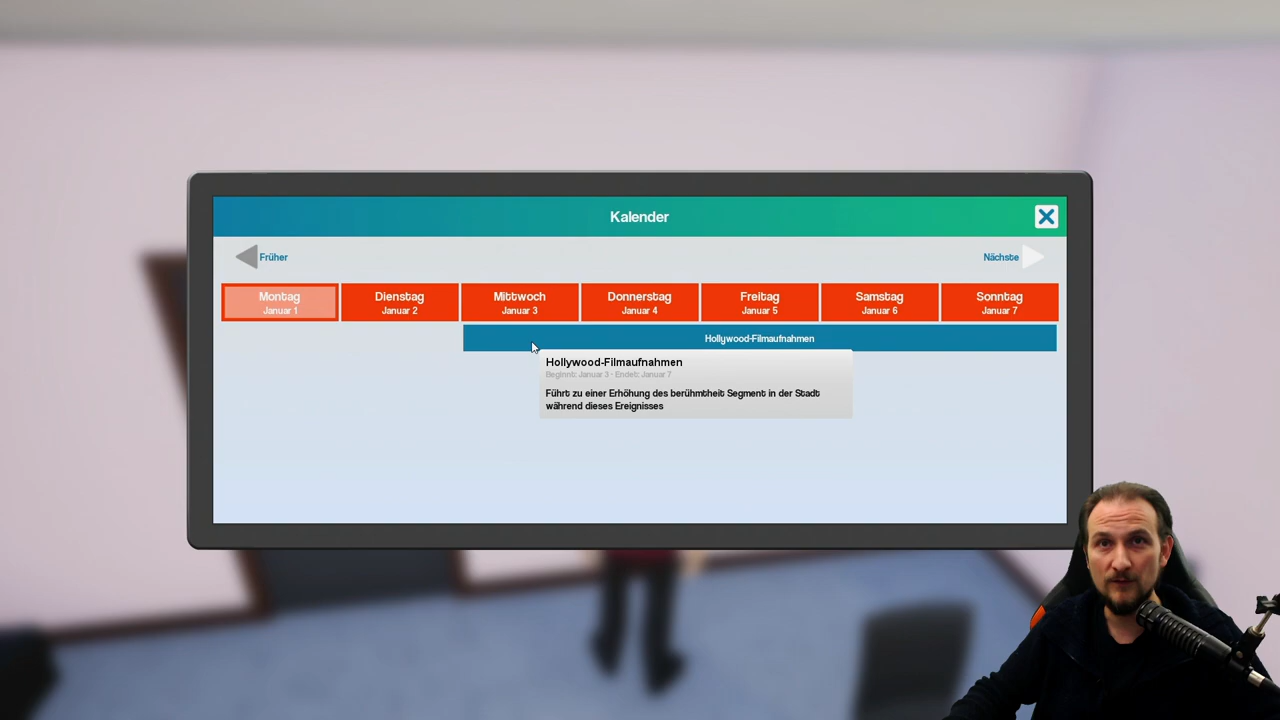 Kalender
Früher
Nächste
Montag
Januar 1
Dienstag
Januar 2
Mittwoch
Januar 3
Donnerstag
Januar 4
Freitag
Januar 5
Samstag
Januar 6
Sonntag
Januar 7
Hollywood-Filmaufnahmen
Hollywood-Filmaufnahmen
Beginnt: Januar 3 - Endet: Januar 7
Führt zu einer Erhöhung des berühmtheit Segment in der Stadt
während dieses Ereignisses